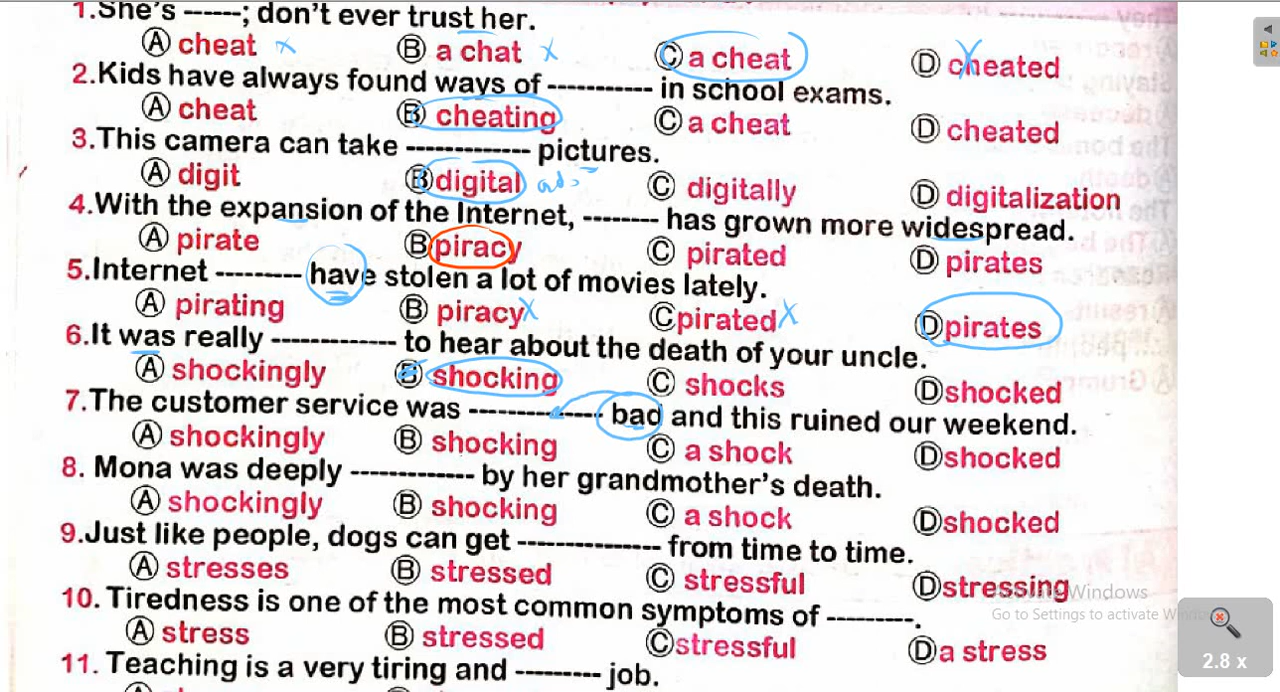 1.She's ------; don't ever trust her.
Ⓐ cheat x Ⓑ a chat x Ⓒ a cheat Ⓓ cheated
2.Kids have always found ways of ----------- in school exams.
Ⓐ cheat Ⓑ cheating Ⓒ a cheat Ⓓ cheated
3.This camera can take ------------- pictures.
Ⓐ digit Ⓑ digital Ⓒ digitally Ⓓ digitalization
4.With the expansion of the Internet, -------- has grown more widespread.
Ⓐ pirate Ⓑ piracy Ⓒ pirated Ⓓ pirates
5.Internet --------- have stolen a lot of movies lately.
Ⓐ pirating Ⓑ piracy x Ⓒ pirated x Ⓓ pirates
6.It was really ------------- to hear about the death of your uncle.
Ⓐ shockingly Ⓑ shocking Ⓒ shocks Ⓓ shocked
7.The customer service was -------------- bad and this ruined our weekend.
Ⓐ shockingly Ⓑ shocking Ⓒ a shock Ⓓ shocked
8. Mona was deeply ------------- by her grandmother's death.
Ⓐ shockingly Ⓑ shocking Ⓒ a shock Ⓓ shocked
9.Just like people, dogs can get --------------- from time to time.
Ⓐ stresses Ⓑ stressed Ⓒ stressful Ⓓ stressing
10. Tiredness is one of the most common symptoms of ---------.
Ⓐ stress Ⓑ stressed Ⓒ stressful Ⓓ a stress
11. Teaching is a very tiring and --------- job.
Activate Windows
Go to Settings to activate
2.8 x